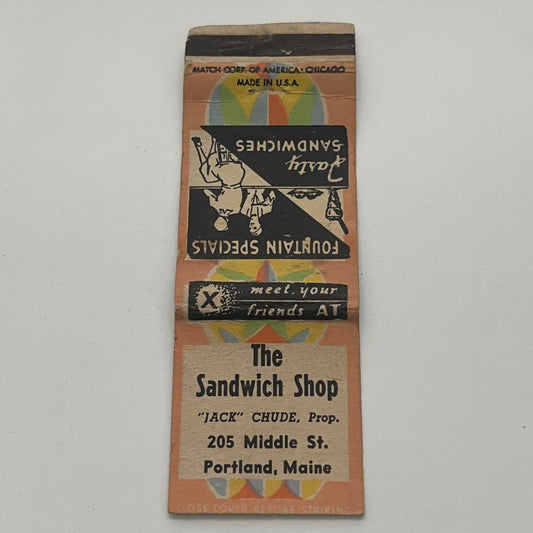 MATCH CORP. OF AMERICA • CHICAGO
MADE IN U.S.A.
Tasty
SANDWICHES
FOUNTAIN SPECIALS
X
meet your
friends AT
The
Sandwich Shop
"JACK" CHUDE, Prop.
205 Middle St.
Portland, Maine
CLOSE COVER BEFORE STRIKING